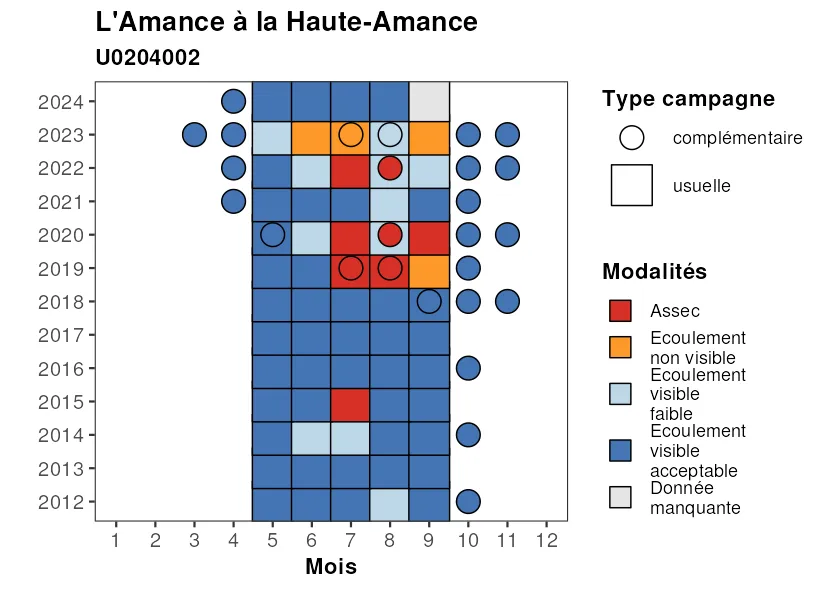 L'Amance à la Haute-Amance
U0204002
2024
2023
2022
2021
2020
2019
2018
2017
2016
2015
2014
2013
2012
1 2 3 4 5 6 7 8 9 10 11 12
Mois
Type campagne
complémentaire
usuelle
Modalités
Assec
Ecoulement
non visible
Ecoulement
visible
faible
Ecoulement
visible
acceptable
Donnée
manquante